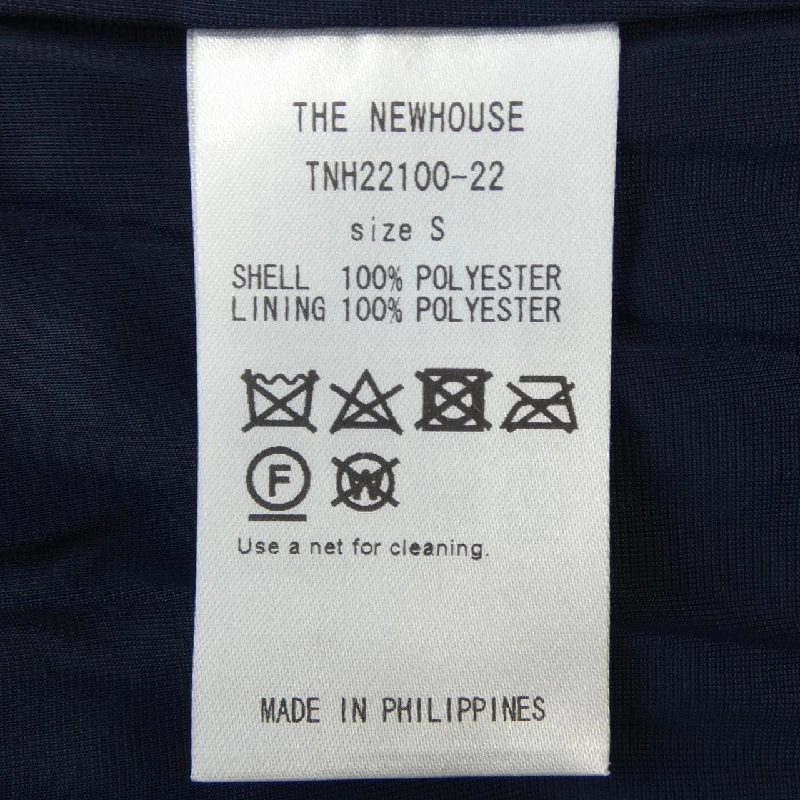 THE NEWHOUSE
TNH22100-22
size S
SHELL 100% POLYESTER
LINING 100% POLYESTER
F W
Use a net for cleaning.
MADE IN PHILIPPINES